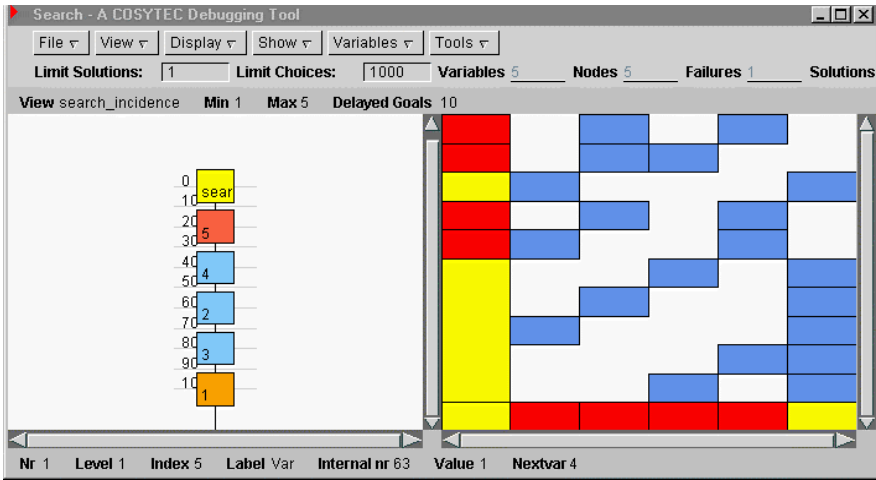 Search - A COSYTEC Debugging Tool
File View Display Show Variables Tools
Limit Solutions: 1 Limit Choices: 1000 Variables 5 Nodes 5 Failures 1 Solutions
View search_incidence Min 1 Max 5 Delayed Goals 10
0
sear
10
20
5
30
40
4
50
60
2
70
80
3
90
10
1
Nr 1 Level 1 Index 5 Label Var Internal nr 63 Value 1 Nextvar 4